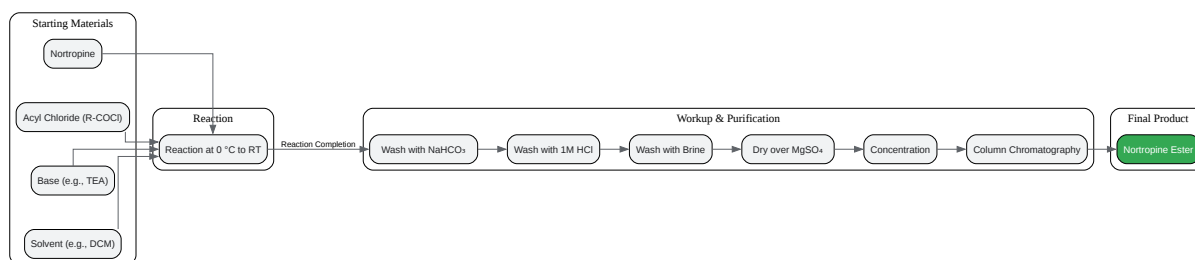 Starting Materials
Nortropine
Acyl Chloride (R-COCl)
Base (e.g., TEA)
Solvent (e.g., DCM)
Reaction
Reaction at 0 °C to RT
Reaction Completion
Workup & Purification
Wash with NaHCO₃
Wash with 1M HCl
Wash with Brine
Dry over MgSO₄
Concentration
Column Chromatography
Final Product
Nortropine Ester